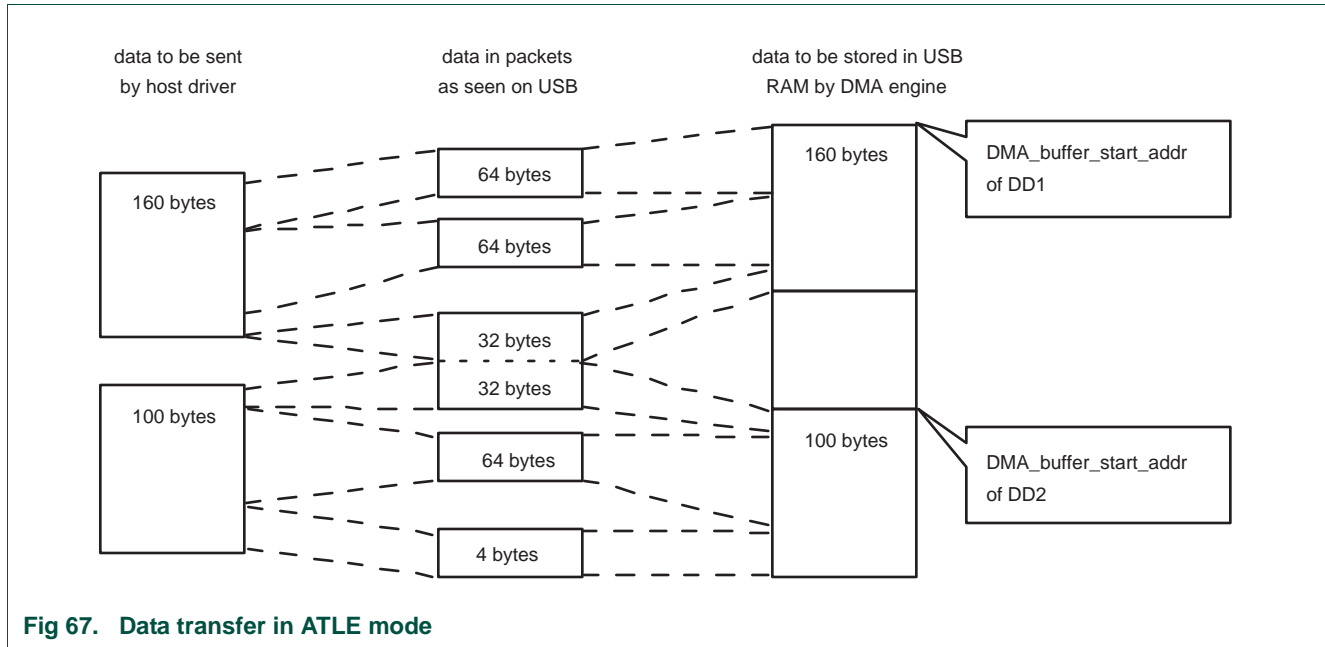 data to be sent
by host driver
data in packets
as seen on USB
data to be stored in USB
RAM by DMA engine
160 bytes
100 bytes
64 bytes
64 bytes
32 bytes
32 bytes
64 bytes
4 bytes
160 bytes
100 bytes
DMA_buffer_start_addr
of DD1
DMA_buffer_start_addr
of DD2
Fig 67. Data transfer in ATLE mode